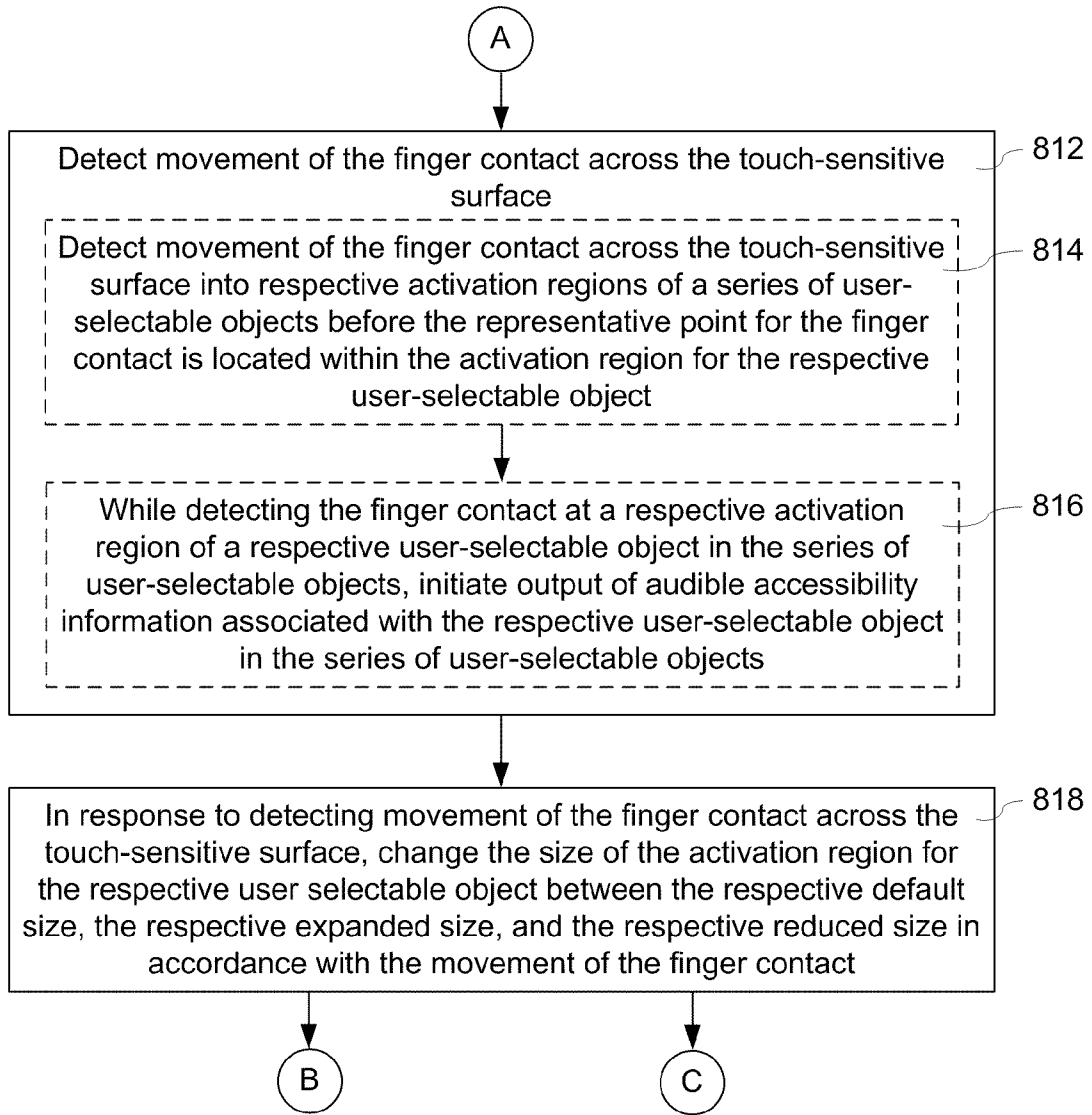 A
812
Detect movement of the finger contact across the touch-sensitive
surface
814
Detect movement of the finger contact across the touch-sensitive
surface into respective activation regions of a series of user-
selectable objects before the representative point for the finger
contact is located within the activation region for the respective
user-selectable object
816
While detecting the finger contact at a respective activation
region of a respective user-selectable object in the series of
user-selectable objects, initiate output of audible accessibility
information associated with the respective user-selectable object
in the series of user-selectable objects
818
In response to detecting movement of the finger contact across the
touch-sensitive surface, change the size of the activation region for
the respective user selectable object between the respective default
size, the respective expanded size, and the respective reduced size in
accordance with the movement of the finger contact
B
C